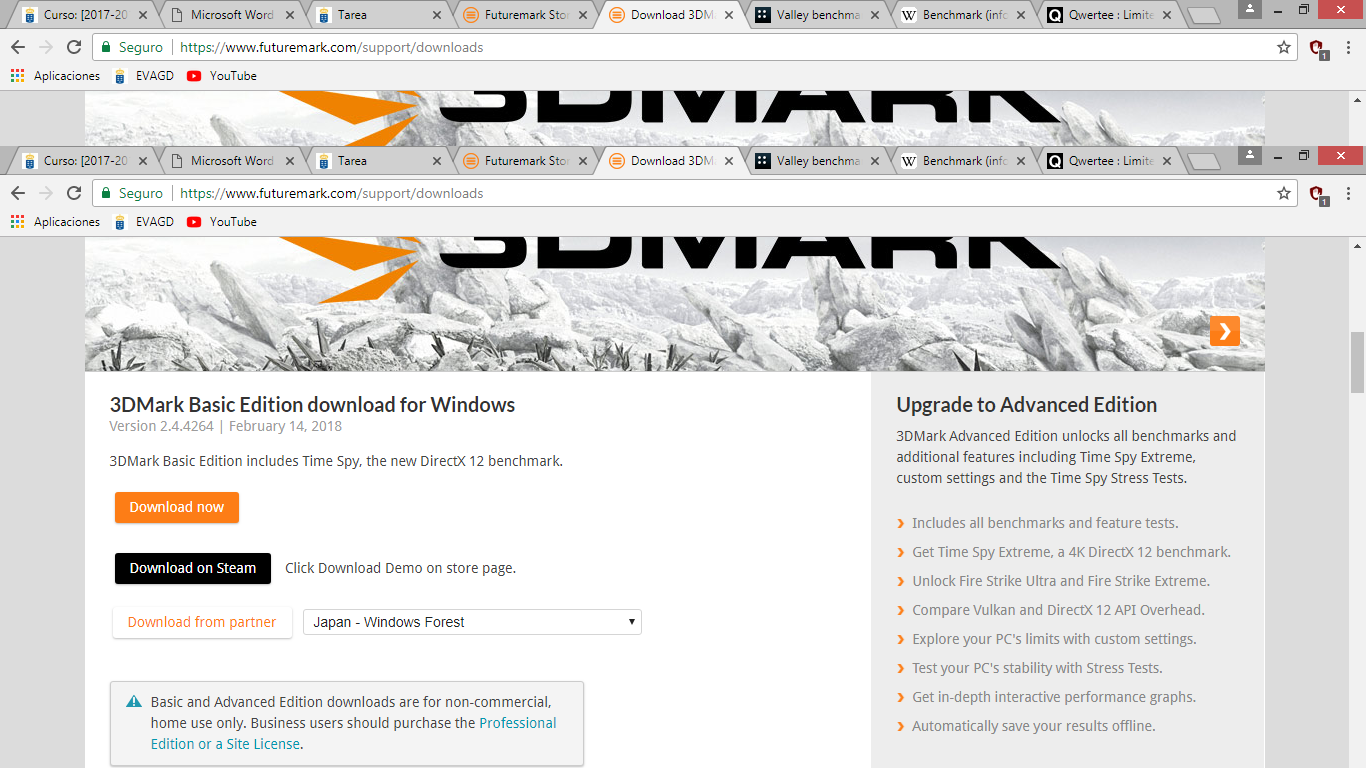 Curso: [2017-20
Microsoft Word
Tarea
Futuremark Sto
Download 3DM
Valley benchma
Benchmark (info
Qwertee : Limite
Seguro
https://www.futuremark.com/support/downloads
1
Aplicaciones
EVAGD
YouTube
3DMARK
Curso: [2017-20
Microsoft Word
Tarea
Futuremark Sto
Download 3DM
Valley benchma
Benchmark (info
Qwertee : Limite
Seguro
https://www.futuremark.com/support/downloads
1
Aplicaciones
EVAGD
YouTube
3DMARK
3DMark Basic Edition download for Windows
Version 2.4.4264 | February 14, 2018
3DMark Basic Edition includes Time Spy, the new DirectX 12 benchmark.
Download now
Download on Steam
Click Download Demo on store page.
Download from partner
Japan - Windows Forest
Basic and Advanced Edition downloads are for non-commercial,
home use only. Business users should purchase the Professional
Edition or a Site License.
Upgrade to Advanced Edition
3DMark Advanced Edition unlocks all benchmarks and
additional features including Time Spy Extreme,
custom settings and the Time Spy Stress Tests.
Includes all benchmarks and feature tests.
Get Time Spy Extreme, a 4K DirectX 12 benchmark.
Unlock Fire Strike Ultra and Fire Strike Extreme.
Compare Vulkan and DirectX 12 API Overhead.
Explore your PC's limits with custom settings.
Test your PC's stability with Stress Tests.
Get in-depth interactive performance graphs.
Automatically save your results offline.